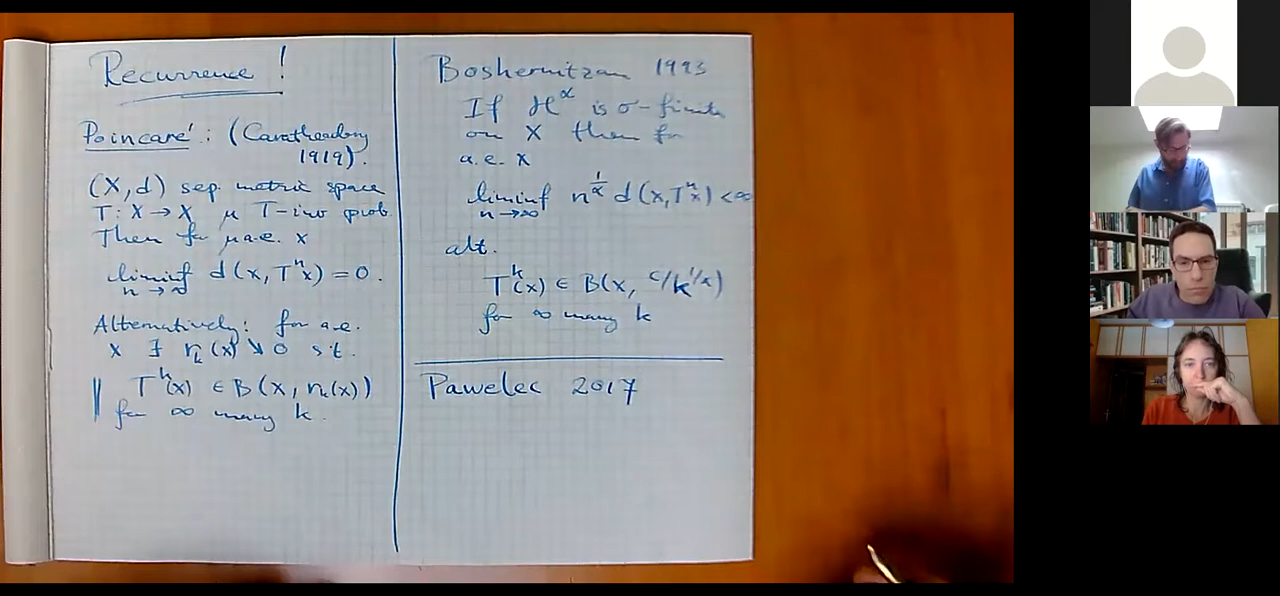 Recurrence!
Poincaré: (Caratheodory
1919).
(X,d) sep. metric space
T: X → X μ T-inv prob.
Then for μ a.e. x
liminf d(x, Tⁿx) = 0.
n → ∞
Alternatively: for a.e.
x ∃ r_k(x) ↘ 0 s.t.
T^k(x) ∈ B(x, r_k(x))
for ∞ many k.
Boshernitzan 1993
If H^α is σ-finite
on X then for
a.e. x
liminf n^{1/α} d(x, Tⁿx) < ∞
n → ∞
alt.
T^k(x) ∈ B(x, c/k^{1/α})
for ∞ many k
Pawelec 2017